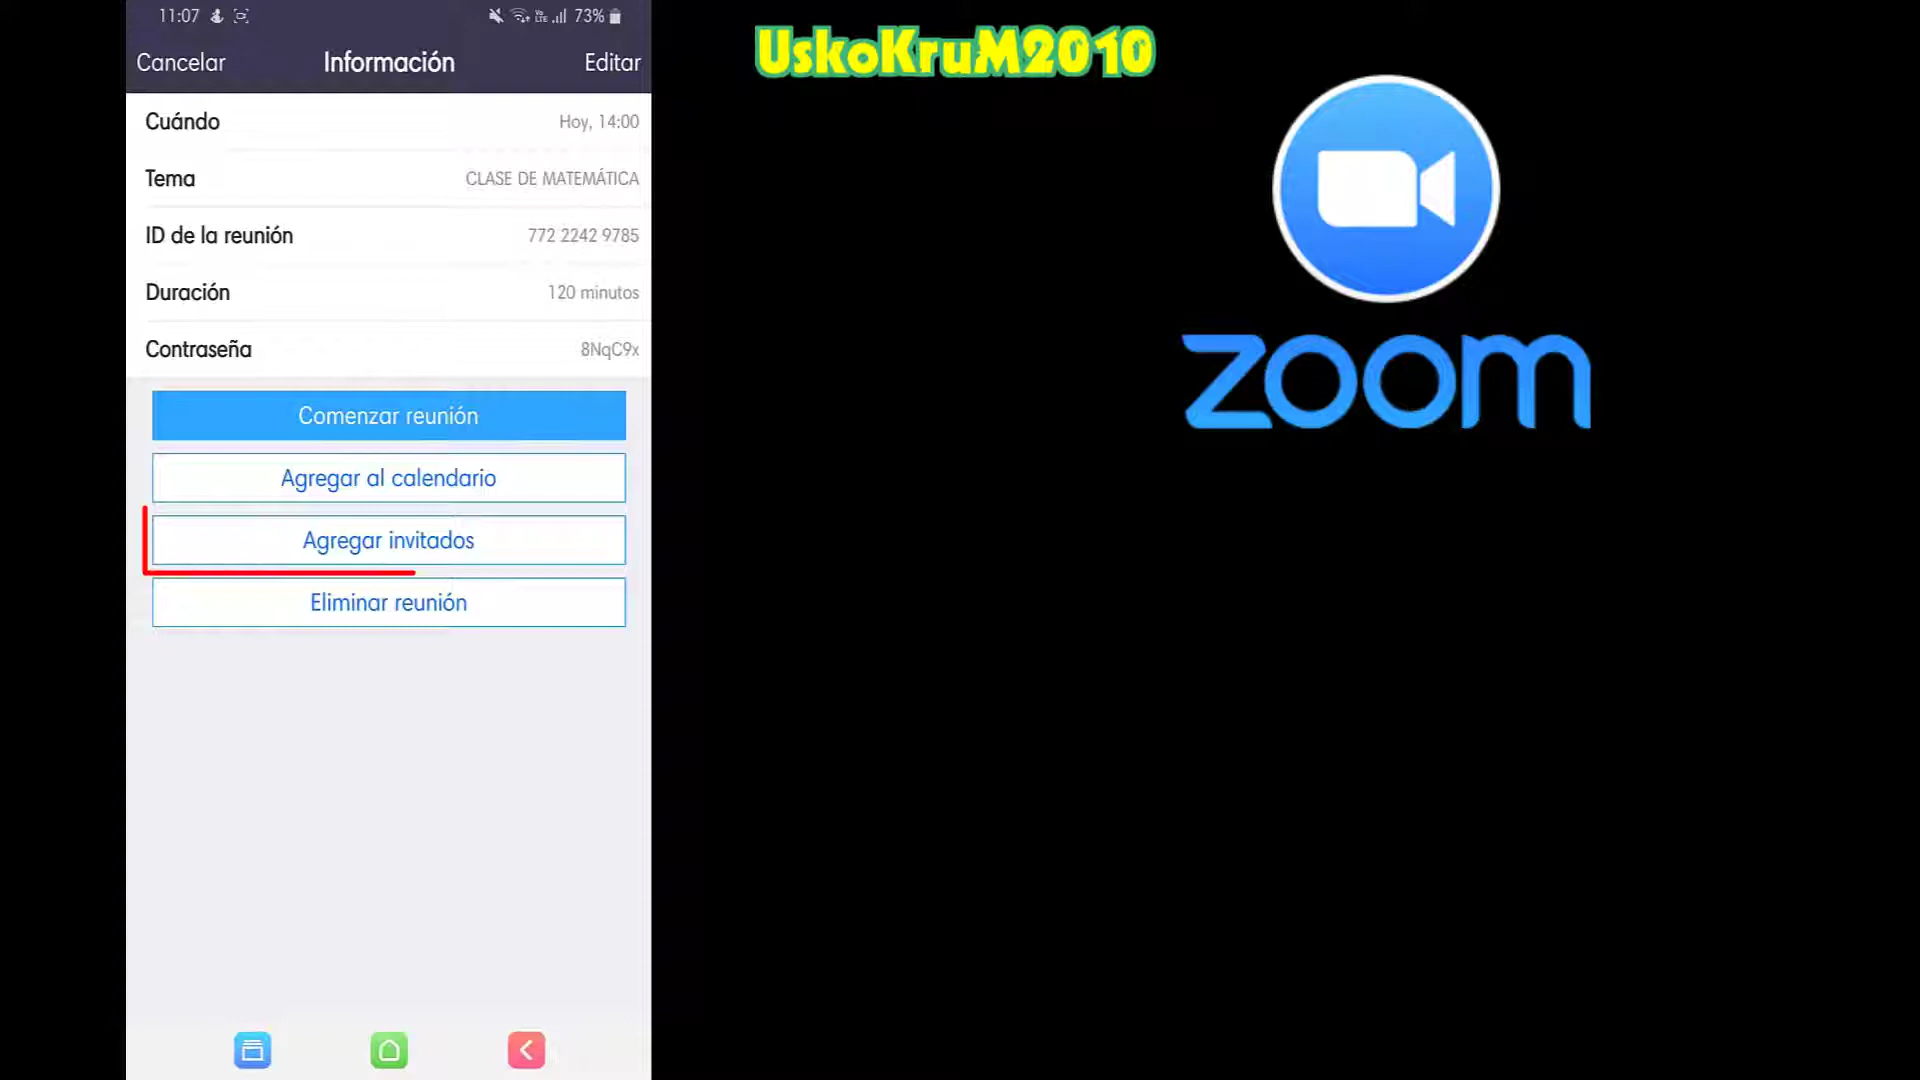 11:07
73%
Cancelar
Información
Editar
Cuándo
Hoy, 14:00
Tema
CLASE DE MATEMÁTICA
ID de la reunión
772 2242 9785
Duración
120 minutos
Contraseña
8NqC9x
Comenzar reunión
Agregar al calendario
Agregar invitados
Eliminar reunión
UskoKruM2010
zoom